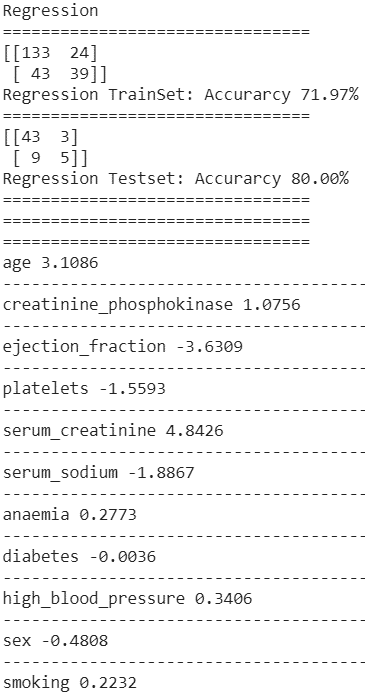 Regression
================================
[[133  24]
 [ 43  39]]
Regression TrainSet: Accurarcy 71.97%
================================
[[43  3]
 [ 9  5]]
Regression Testset: Accurarcy 80.00%
================================
================================
================================
age 3.1086
--------------------------------------
creatinine_phosphokinase 1.0756
--------------------------------------
ejection_fraction -3.6309
--------------------------------------
platelets -1.5593
--------------------------------------
serum_creatinine 4.8426
--------------------------------------
serum_sodium -1.8867
--------------------------------------
anaemia 0.2773
--------------------------------------
diabetes -0.0036
--------------------------------------
high_blood_pressure 0.3406
--------------------------------------
sex -0.4808
--------------------------------------
smoking 0.2232